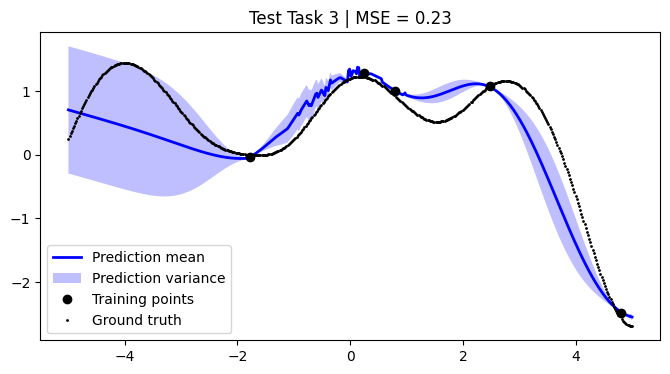 Test Task 3 | MSE = 0.23
1
0
−1
−2
Prediction mean
Prediction variance
Training points
Ground truth
−4
−2
0
2
4